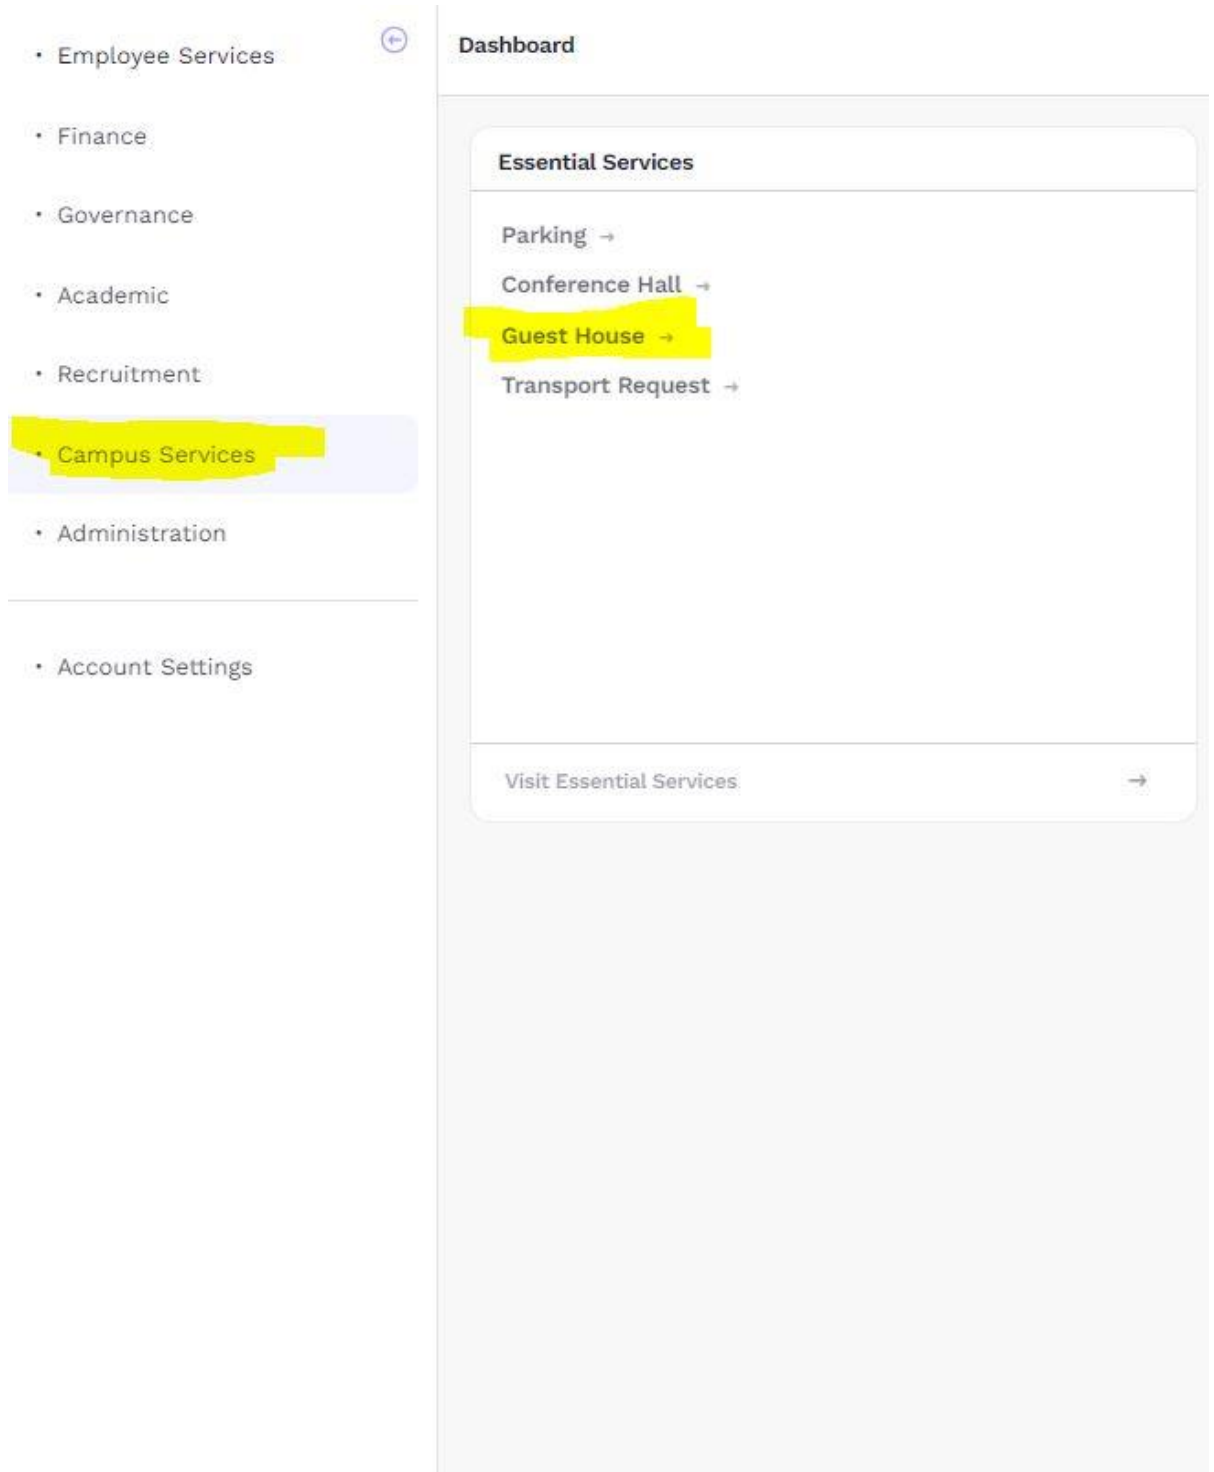 • Employee Services
• Finance
• Governance
• Academic
• Recruitment
• Campus Services
• Administration
• Account Settings
Dashboard
Essential Services
Parking →
Conference Hall →
Guest House →
Transport Request →
Visit Essential Services →